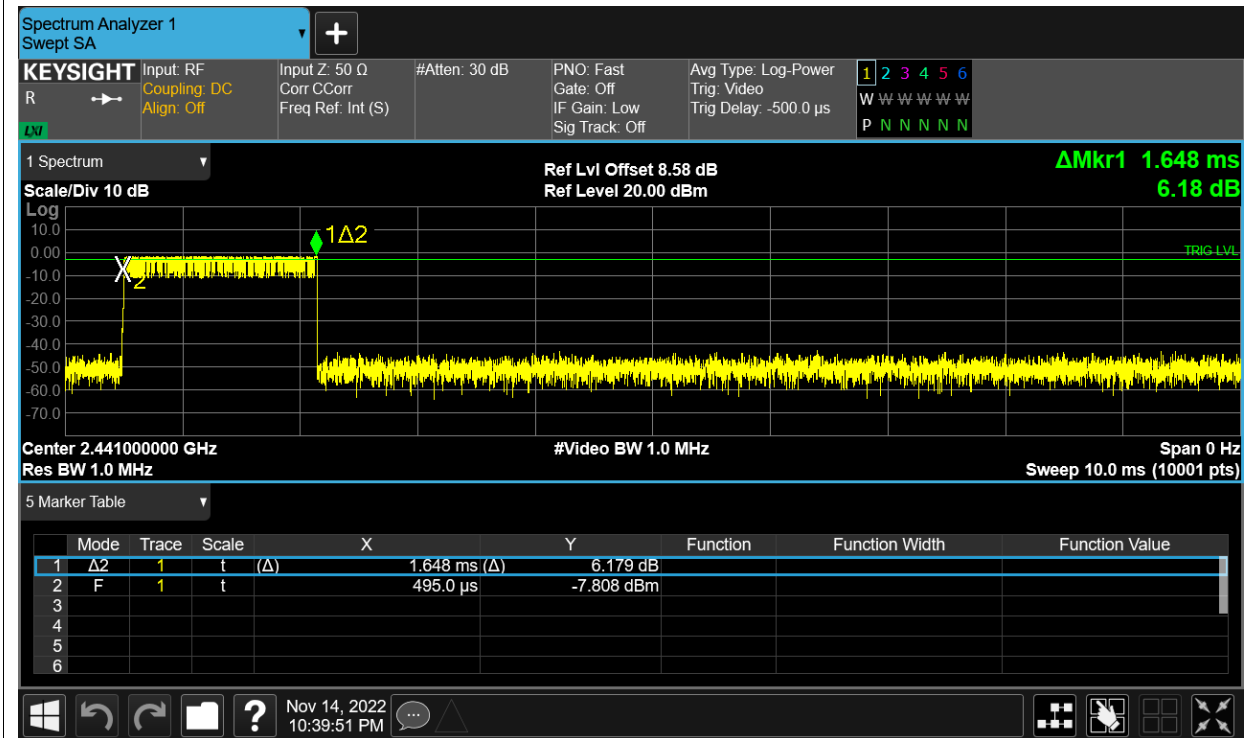 Spectrum Analyzer 1
Swept SA
KEYSIGHT Input: RF Input Z: 50 Ω #Atten: 30 dB PNO: Fast Avg Type: Log-Power 1 2 3 4 5 6
R Coupling: DC Corr CCorr Gate: Off Trig: Video W W W W W W
Align: Off Freq Ref: Int (S) IF Gain: Low Trig Delay: -500.0 µs
LXI Sig Track: Off P N N N N N
1 Spectrum Ref Lvl Offset 8.58 dB ΔMkr1 1.648 ms
Scale/Div 10 dB Ref Level 20.00 dBm 6.18 dB
Log
10.0 1Δ2
0.00 TRIG LVL
-10.0 X2
-20.0
-30.0
-40.0
-50.0
-60.0
-70.0
Center 2.441000000 GHz #Video BW 1.0 MHz Span 0 Hz
Res BW 1.0 MHz Sweep 10.0 ms (10001 pts)
5 Marker Table
Mode Trace Scale X Y Function Function Width Function Value
1 Δ2 1 t (Δ) 1.648 ms (Δ) 6.179 dB
2 F 1 t 495.0 µs -7.808 dBm
3
4
5
6
? Nov 14, 2022
10:39:51 PM